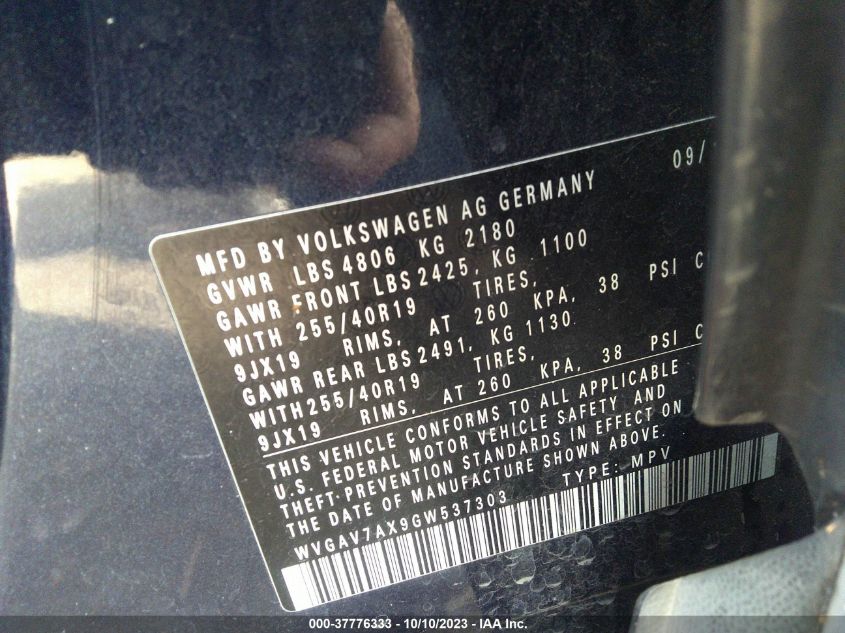 MFD BY VOLKSWAGEN AG GERMANY 09/
GVWR LBS 4806 KG 2180
GAWR FRONT LBS 2425, KG 1100
WITH 255/40R19 TIRES,
9JX19 RIMS, AT 260 KPA, 38 PSI C
GAWR REAR LBS 2491, KG 1130
WITH 255/40R19 TIRES,
9JX19 RIMS, AT 260 KPA, 38 PSI C
THIS VEHICLE CONFORMS TO ALL APPLICABLE
U.S. FEDERAL MOTOR VEHICLE SAFETY AND
THEFT-PREVENTION STANDARDS IN EFFECT ON
THE DATE OF MANUFACTURE SHOWN ABOVE.
WVGAV7AX9GW537303 TYPE: MPV
000-37776333 - 10/10/2023 - IAA Inc.